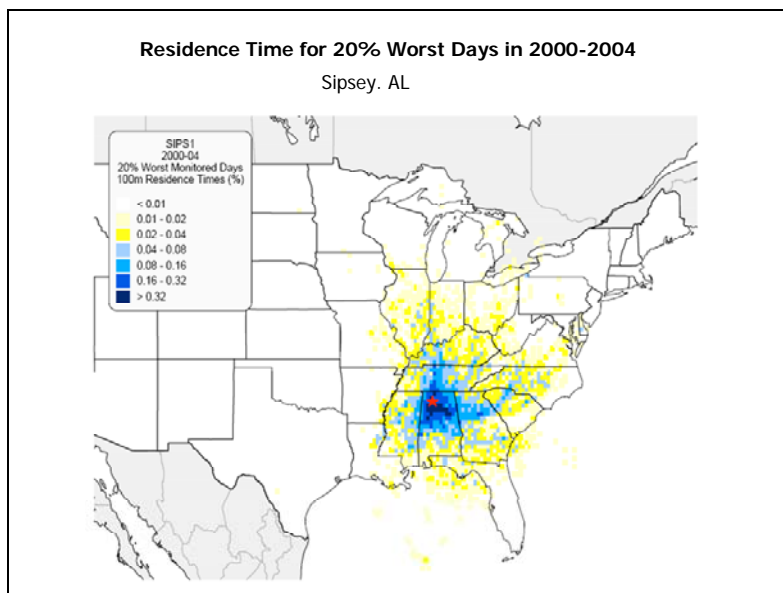 Residence Time for 20% Worst Days in 2000-2004
Sipsey. AL
SIPS1
2000-04
20% Worst Monitored Days
100m Residence Times (%)
< 0.01
0.01 - 0.02
0.02 - 0.04
0.04 - 0.08
0.08 - 0.16
0.16 - 0.32
> 0.32